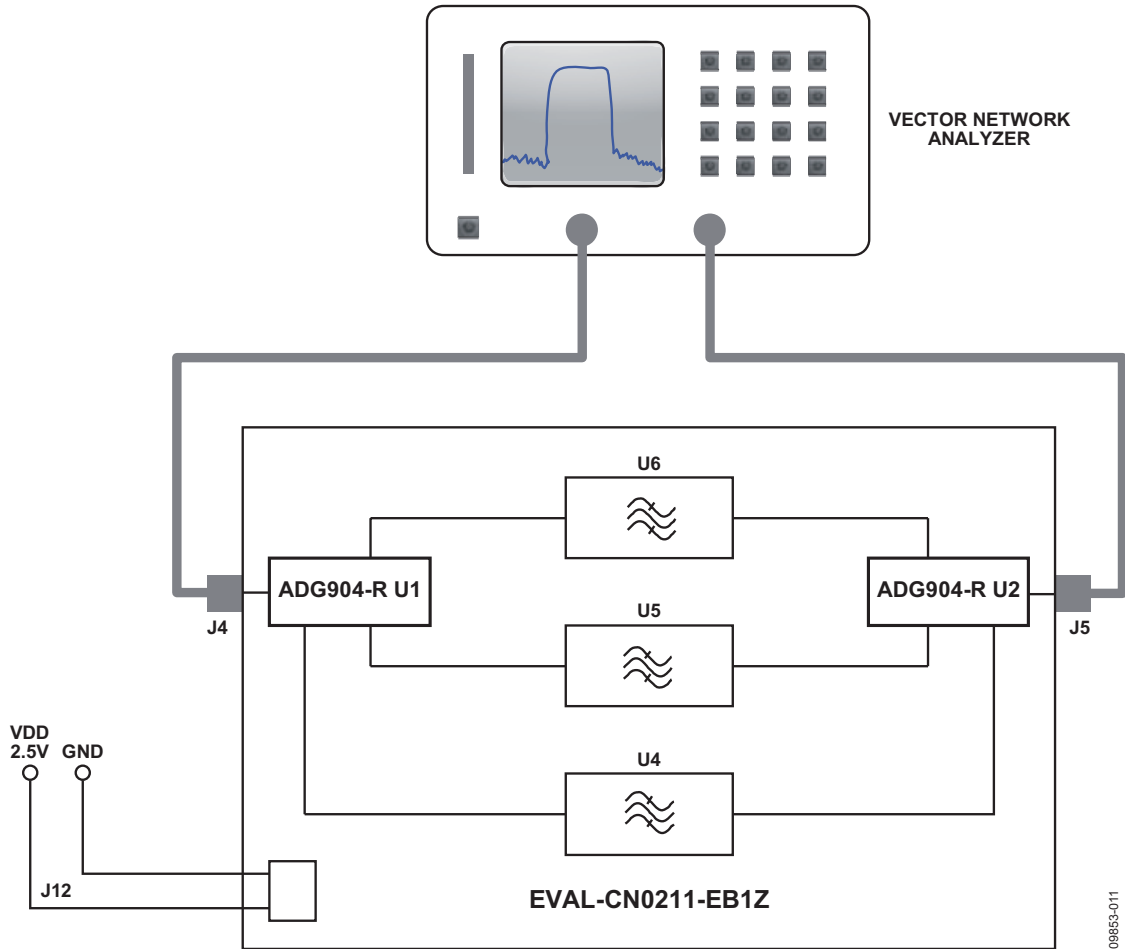 VECTOR NETWORK
ANALYZER
U6
ADG904-R U1
ADG904-R U2
J4
U5
J5
VDD
2.5V
GND
U4
J12
EVAL-CN0211-EB1Z
09853-011